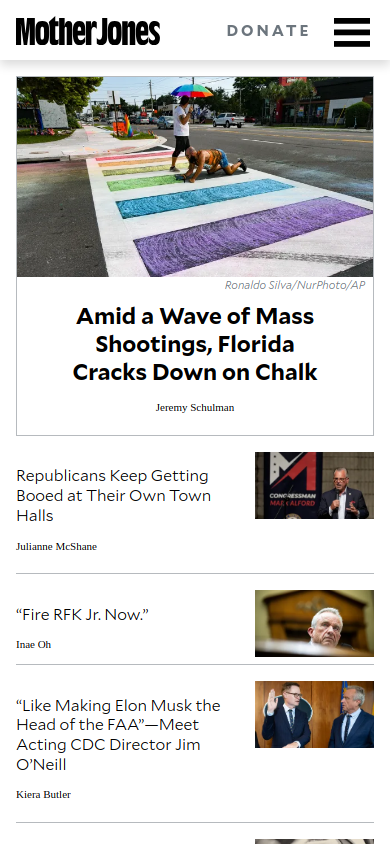 Mother Jones
DONATE
Ronaldo Silva/NurPhoto/AP
Amid a Wave of Mass
Shootings, Florida
Cracks Down on Chalk
Jeremy Schulman
Republicans Keep Getting
Booed at Their Own Town
Halls
Julianne McShane
CONGRESSMAN
MARK ALFORD
“Fire RFK Jr. Now.”
Inae Oh
“Like Making Elon Musk the
Head of the FAA”—Meet
Acting CDC Director Jim
O’Neill
Kiera Butler